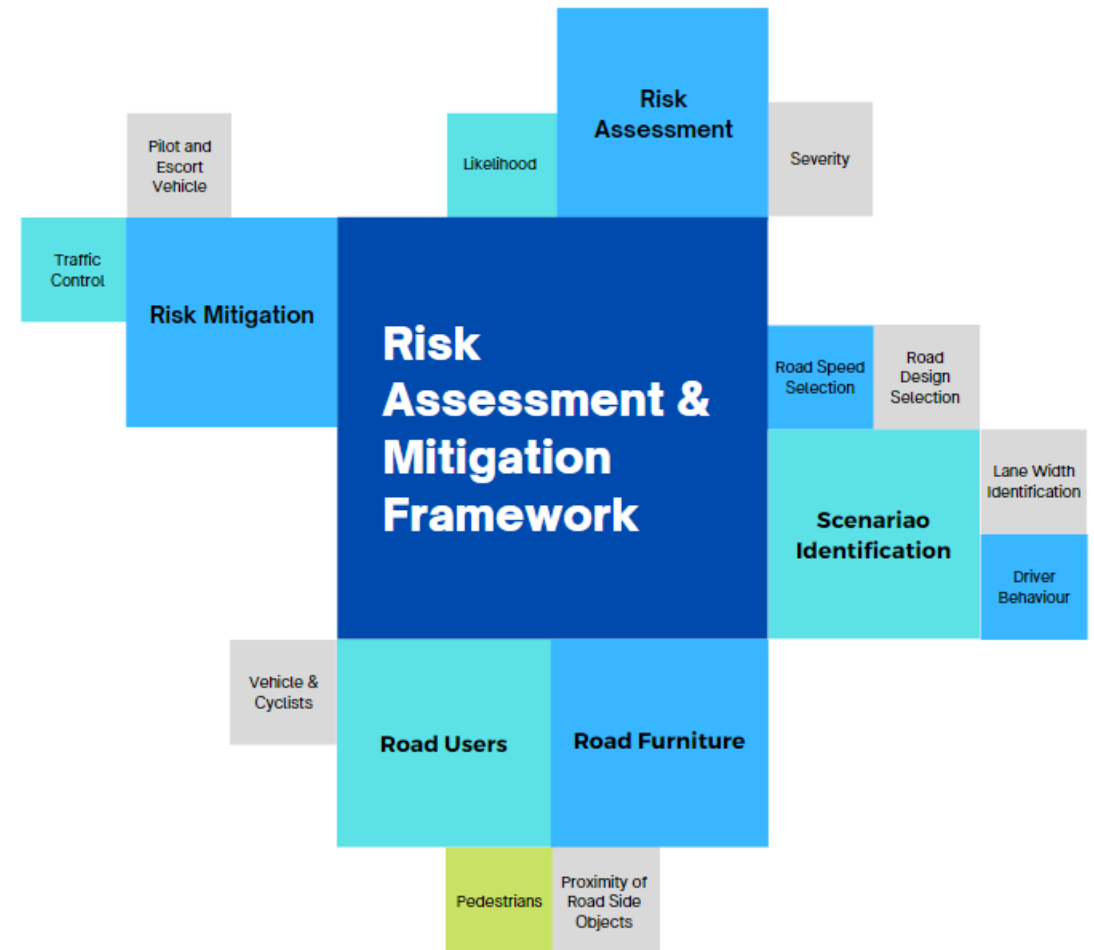 Risk
Assessment
Likelihood
Severity
Pilot and
Escort
Vehicle
Traffic
Control
Risk Mitigation
Risk
Assessment &
Mitigation
Framework
Road Speed
Selection
Road
Design
Selection
Scenariao
Identification
Lane Width
Identification
Driver
Behaviour
Vehicle &
Cyclists
Road Users
Road Furniture
Pedestrians
Proximity of
Road Side
Objects